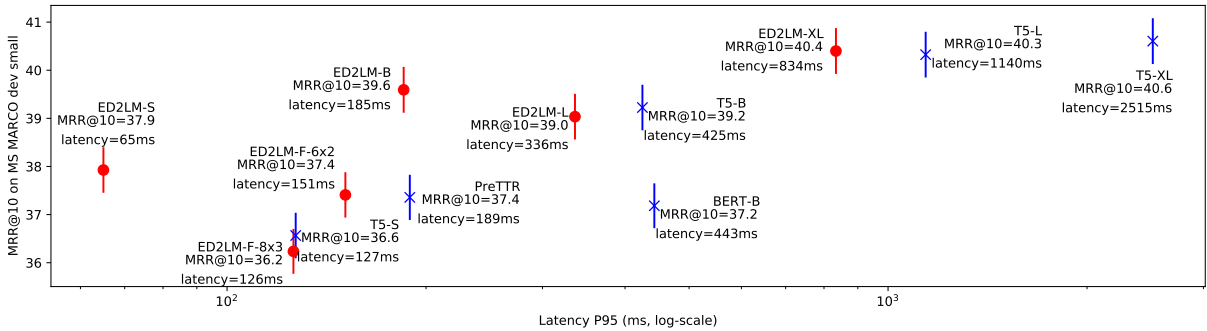 MRR@10 on MS MARCO dev small
41
40
39
38
37
36
ED2LM-S
MRR@10=37.9
latency=65ms
ED2LM-B
MRR@10=39.6
latency=185ms
ED2LM-F-6x2
MRR@10=37.4
latency=151ms
ED2LM-F-8x3
MRR@10=36.2
latency=126ms
T5-S
MRR@10=36.6
latency=127ms
PreTTR
MRR@10=37.4
latency=189ms
ED2LM-L
MRR@10=39.0
latency=336ms
T5-B
MRR@10=39.2
latency=425ms
BERT-B
MRR@10=37.2
latency=443ms
ED2LM-XL
MRR@10=40.4
latency=834ms
T5-L
MRR@10=40.3
latency=1140ms
T5-XL
MRR@10=40.6
latency=2515ms
10²
10³
Latency P95 (ms, log-scale)